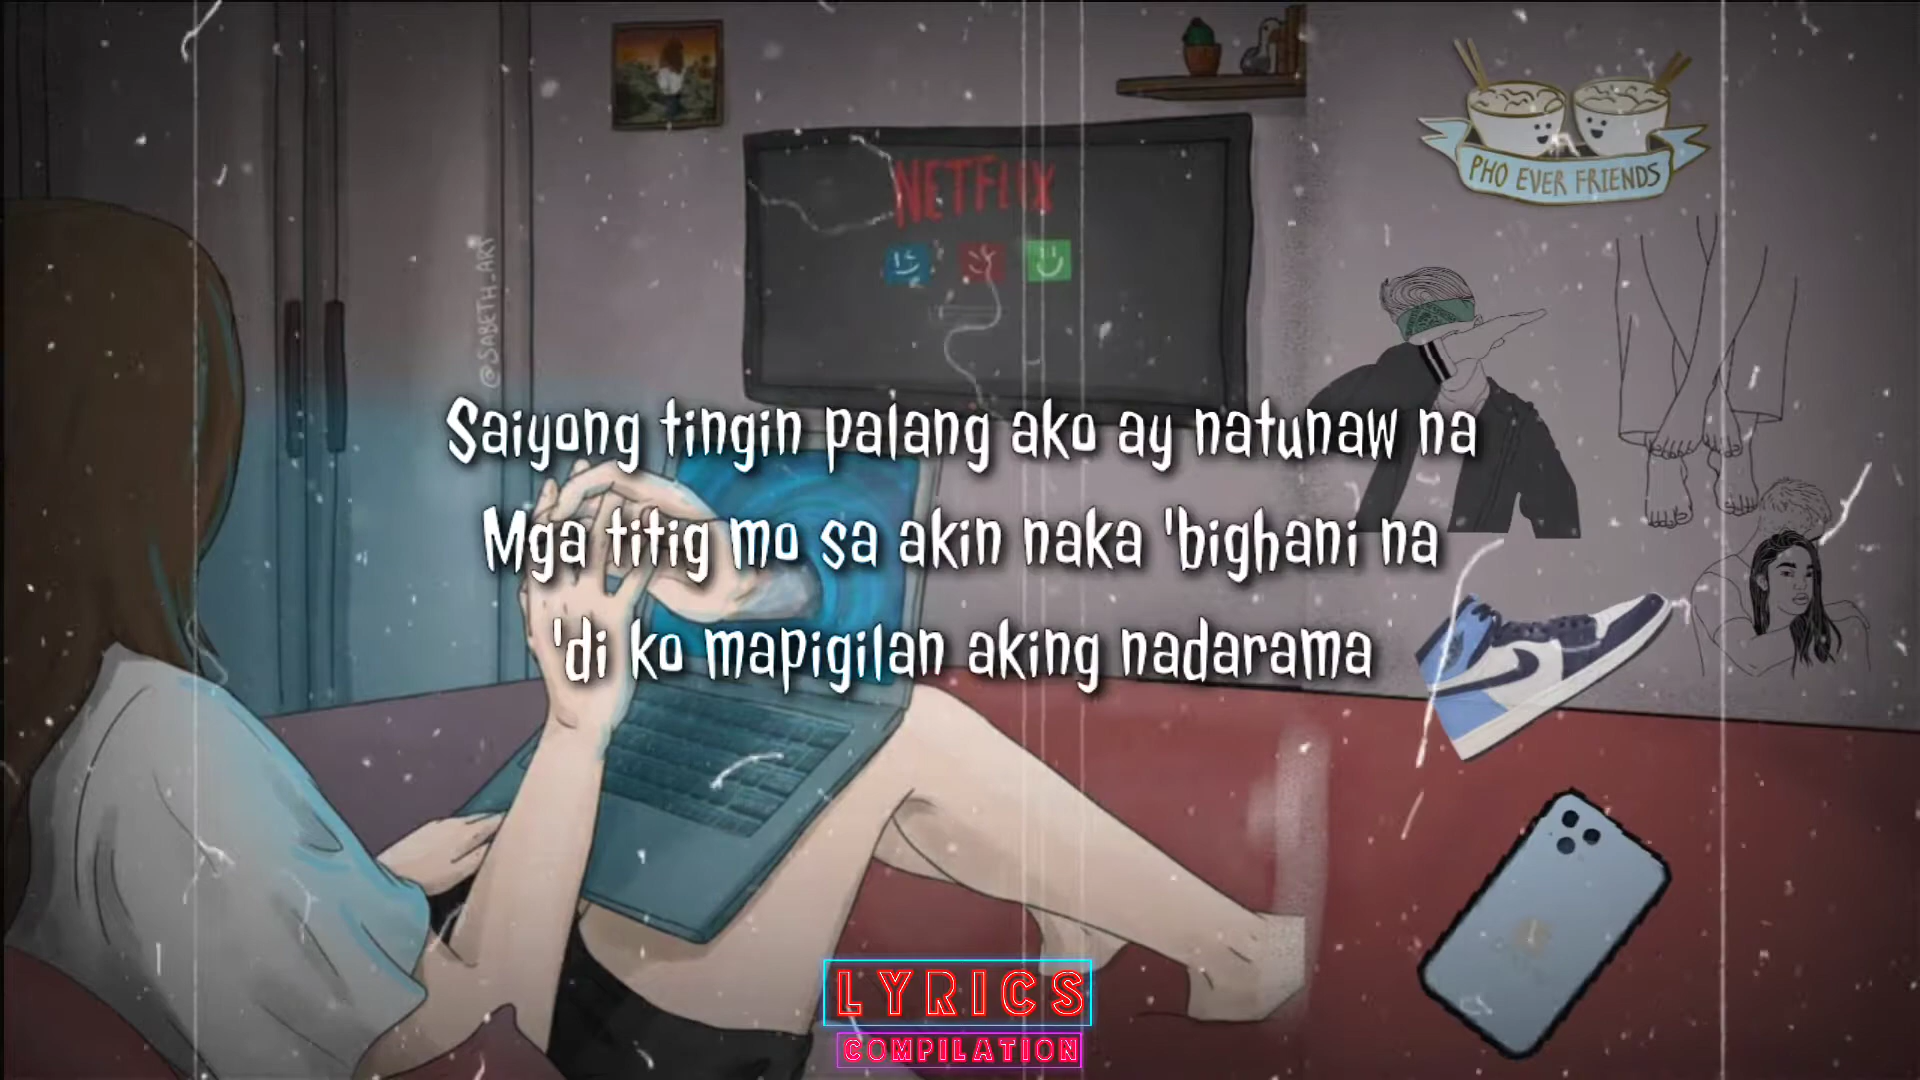 NETFLIX
PHO EVER FRIENDS
@SABETH_ART
Saiyong tingin palang ako ay natunaw na
Mga titig mo sa akin naka 'bighani na
'di ko mapigilan aking nadarama
LYRICS
COMPILATION